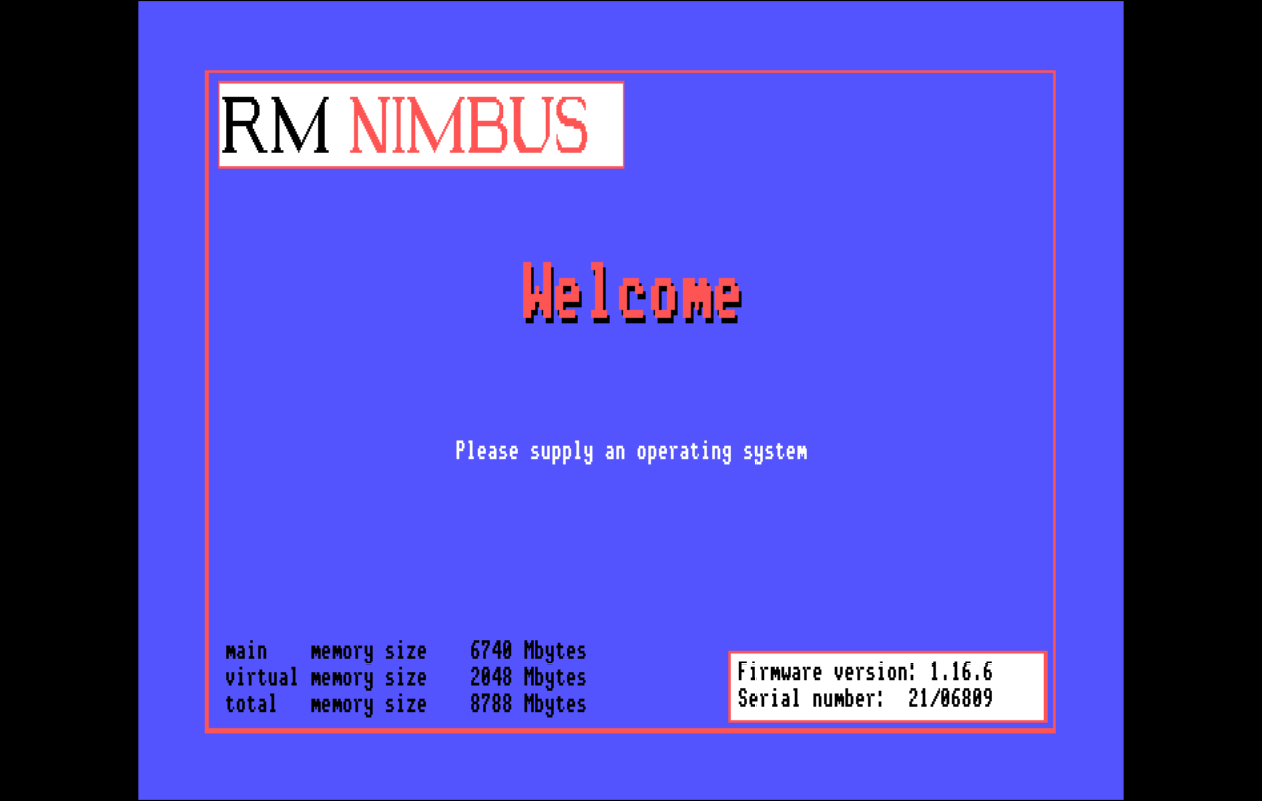 RM NIMBUS
Welcome
Please supply an operating system
main memory size 6740 Mbytes
virtual memory size 2048 Mbytes
total memory size 8788 Mbytes
Firmware version: 1.16.6
Serial number: 21/06809